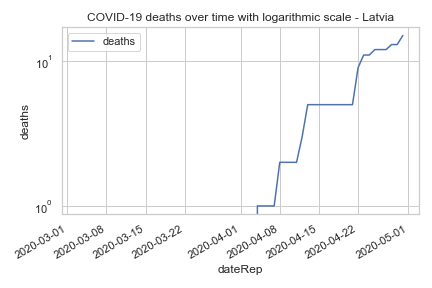 COVID-19 deaths over time with logarithmic scale - Latvia
deaths
10¹
10⁰
deaths
2020-03-01
2020-03-08
2020-03-15
2020-03-22
2020-04-01
2020-04-08
2020-04-15
2020-04-22
2020-05-01
dateRep